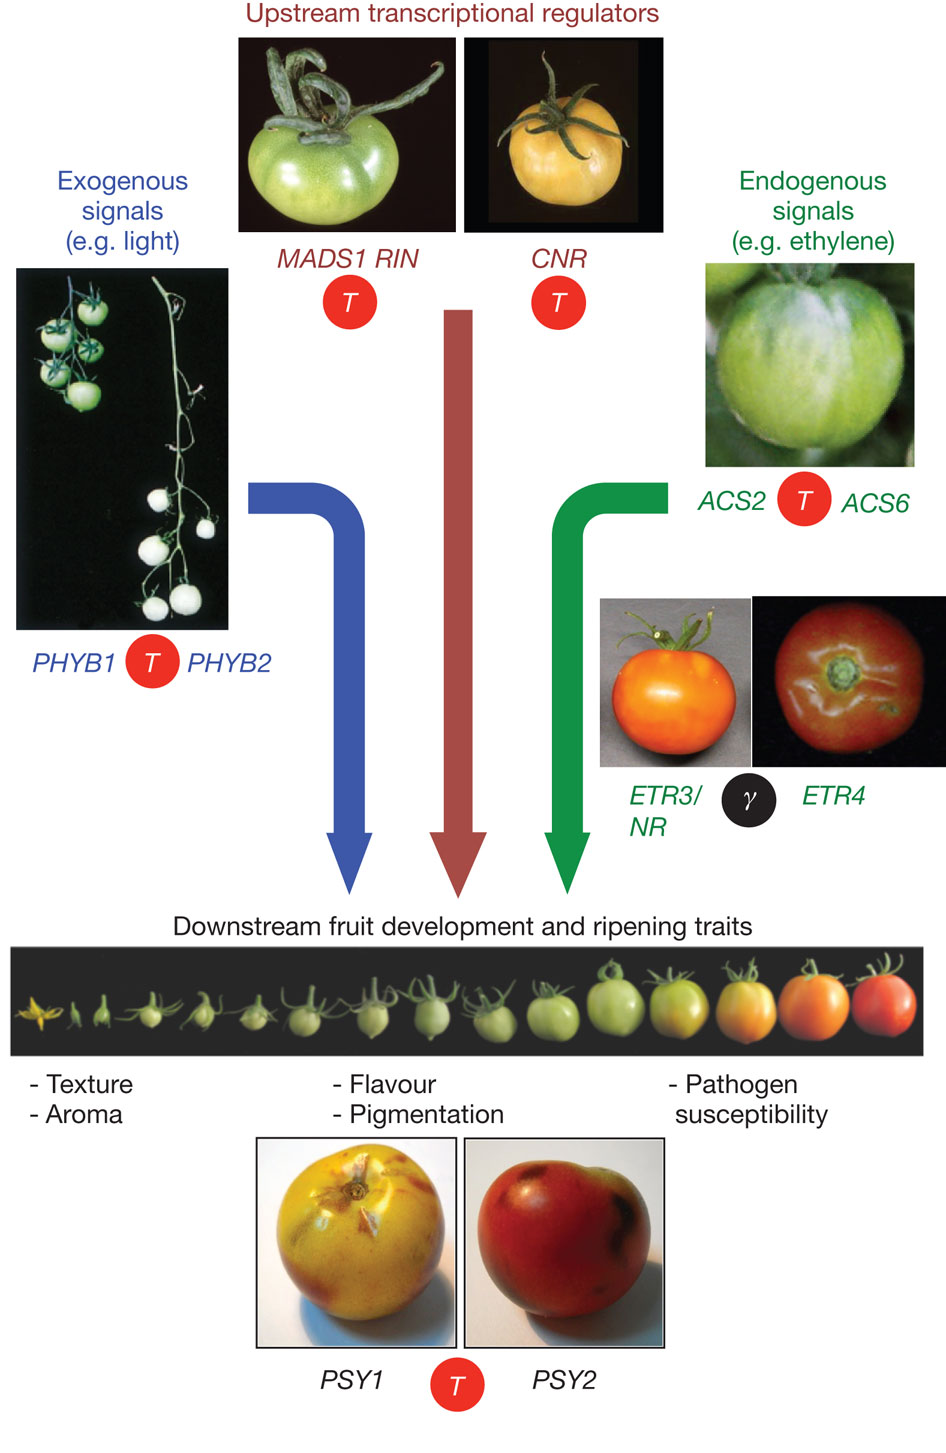 Upstream transcriptional regulators
Exogenous
signals
(e.g. light)
Endogenous
signals
(e.g. ethylene)
MADS1 RIN
CNR
T
T
ACS2 T ACS6
PHYB1 T PHYB2
ETR3/
NR
γ
ETR4
Downstream fruit development and ripening traits
- Texture
- Aroma
- Flavour
- Pigmentation
- Pathogen
susceptibility
PSY1 T PSY2